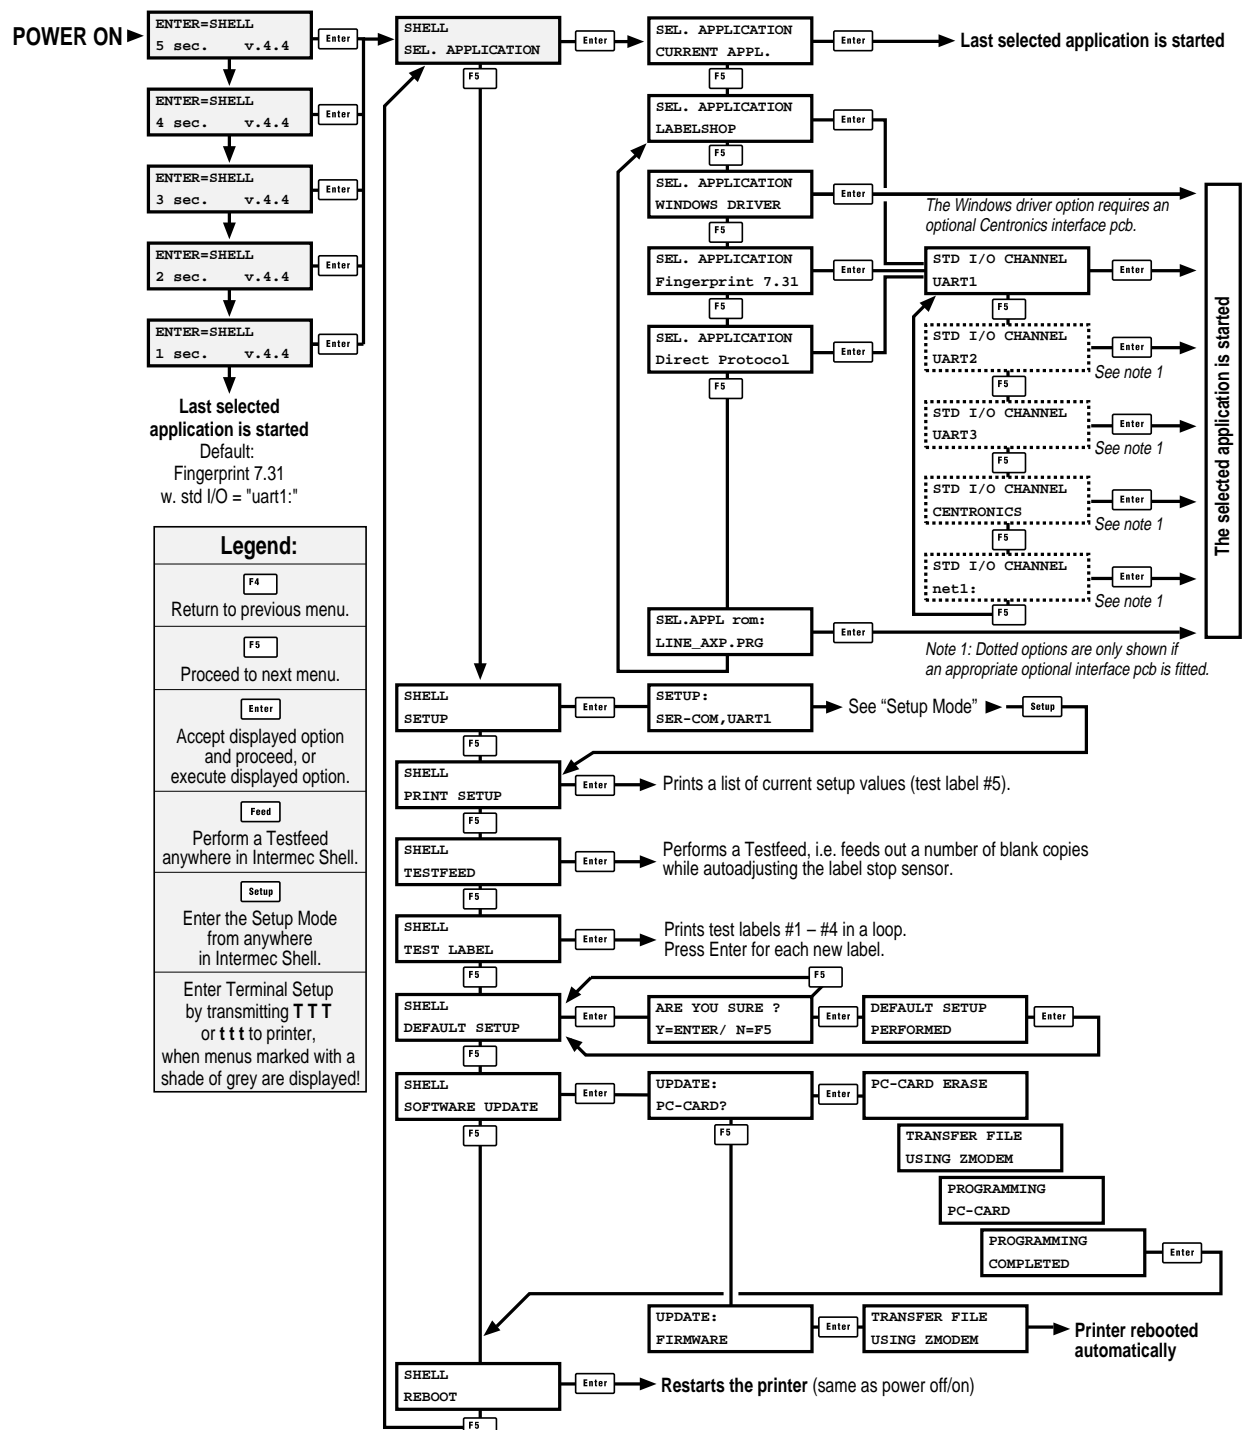 POWER ON
ENTER=SHELL
5 sec. v.4.4
Enter
ENTER=SHELL
4 sec. v.4.4
Enter
ENTER=SHELL
3 sec. v.4.4
Enter
ENTER=SHELL
2 sec. v.4.4
Enter
ENTER=SHELL
1 sec. v.4.4
Enter
Last selected
application is started
Default:
Fingerprint 7.31
w. std I/O = "uart1:"
Legend:
F4
Return to previous menu.
F5
Proceed to next menu.
Enter
Accept displayed option
and proceed, or
execute displayed option.
Feed
Perform a Testfeed
anywhere in Intermec Shell.
Setup
Enter the Setup Mode
from anywhere
in Intermec Shell.
Enter Terminal Setup
by transmitting T T T
or t t t to printer,
when menus marked with a
shade of grey are displayed!
SHELL
SEL. APPLICATION
Enter
F5
SEL. APPLICATION
CURRENT APPL.
Enter
Last selected application is started
F5
SEL. APPLICATION
LABELSHOP
Enter
F5
SEL. APPLICATION
WINDOWS DRIVER
Enter
The Windows driver option requires an
optional Centronics interface pcb.
F5
SEL. APPLICATION
Fingerprint 7.31
Enter
F5
SEL. APPLICATION
Direct Protocol
Enter
F5
SEL.APPL rom:
LINE_AXP.PRG
Enter
STD I/O CHANNEL
UART1
Enter
F5
STD I/O CHANNEL
UART2
Enter
See note 1
F5
STD I/O CHANNEL
UART3
Enter
See note 1
F5
STD I/O CHANNEL
CENTRONICS
Enter
See note 1
F5
STD I/O CHANNEL
net1:
Enter
See note 1
F5
The selected application is started
Note 1: Dotted options are only shown if
an appropriate optional interface pcb is fitted.
SHELL
SETUP
Enter
SETUP:
SER-COM,UART1
See “Setup Mode”
Setup
F5
SHELL
PRINT SETUP
Enter
Prints a list of current setup values (test label #5).
F5
SHELL
TESTFEED
Enter
Performs a Testfeed, i.e. feeds out a number of blank copies
while autoadjusting the label stop sensor.
F5
SHELL
TEST LABEL
Enter
Prints test labels #1 – #4 in a loop.
Press Enter for each new label.
F5
F5
SHELL
DEFAULT SETUP
Enter
ARE YOU SURE ?
Y=ENTER/ N=F5
Enter
DEFAULT SETUP
PERFORMED
Enter
F5
SHELL
SOFTWARE UPDATE
Enter
UPDATE:
PC-CARD?
Enter
PC-CARD ERASE
F5
F5
TRANSFER FILE
USING ZMODEM
PROGRAMMING
PC-CARD
PROGRAMMING
COMPLETED
Enter
UPDATE:
FIRMWARE
Enter
TRANSFER FILE
USING ZMODEM
Printer rebooted
automatically
SHELL
REBOOT
Enter
Restarts the printer (same as power off/on)
F5